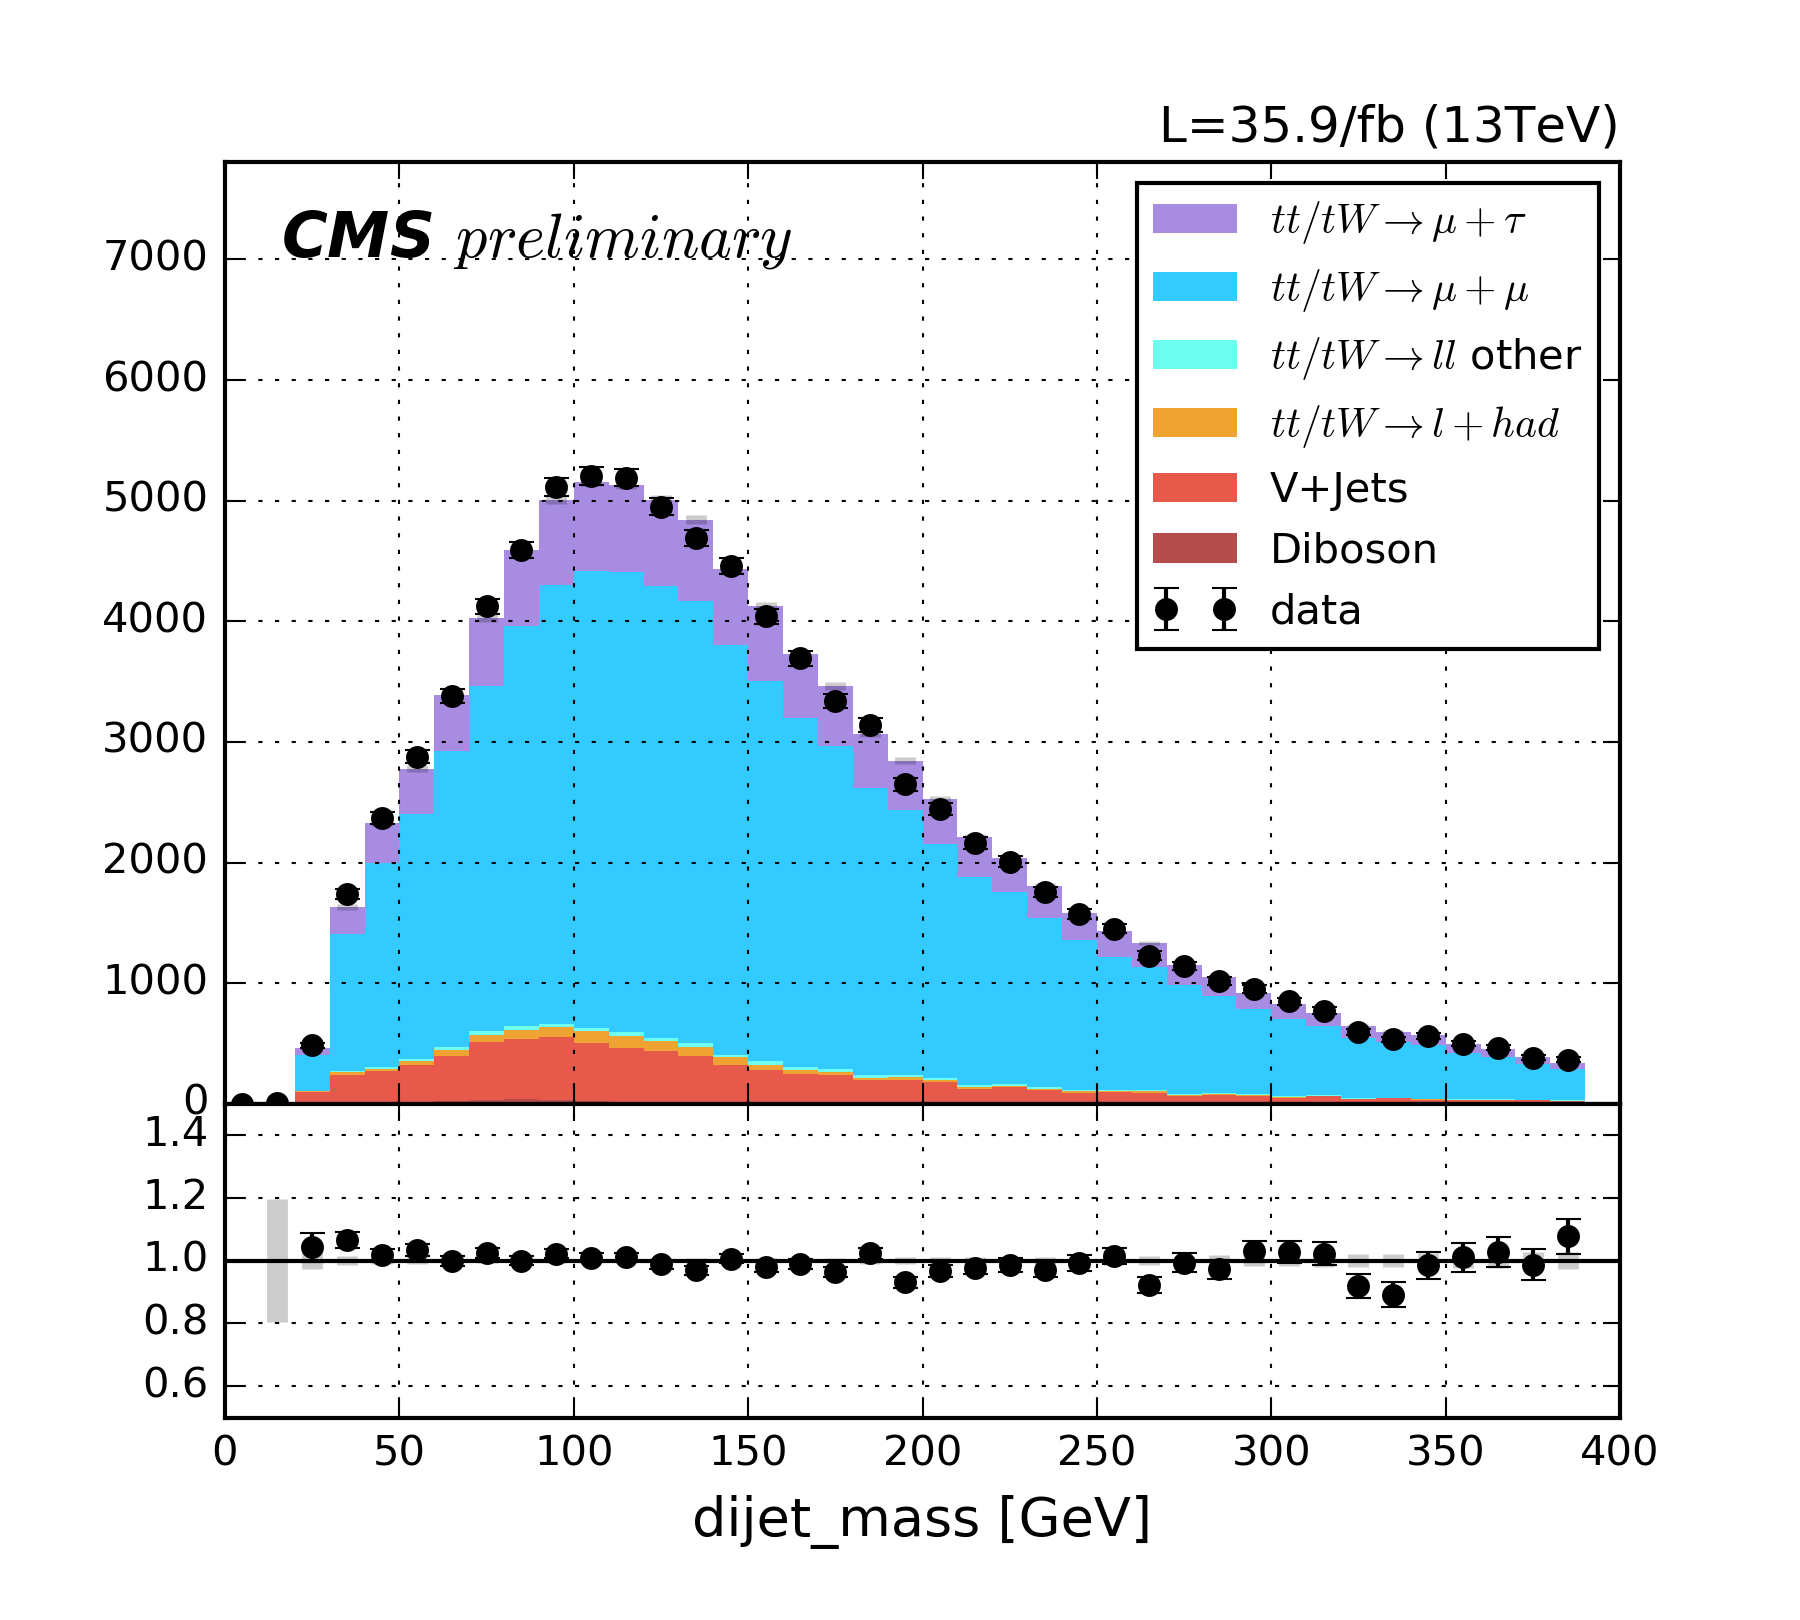 L=35.9/fb (13TeV)
CMS preliminary
7000
6000
5000
4000
3000
2000
1000
0
tt/tW → μ + τ
tt/tW → μ + μ
tt/tW → ll other
tt/tW → l + had
V+Jets
Diboson
data
1.4
1.2
1.0
0.8
0.6
0 50 100 150 200 250 300 350 400
dijet_mass [GeV]